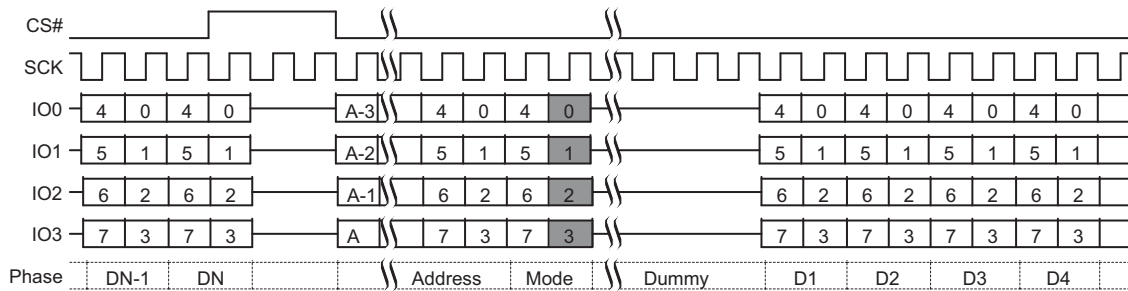 CS#
SCK
IO0 4 0 4 0 A-3 4 0 4 0 4 0 4 0 4 0 4 0
IO1 5 1 5 1 A-2 5 1 5 1 5 1 5 1 5 1 5 1
IO2 6 2 6 2 A-1 6 2 6 2 6 2 6 2 6 2 6 2
IO3 7 3 7 3 A 7 3 7 3 7 3 7 3 7 3 7 3
Phase DN-1 DN Address Mode Dummy D1 D2 D3 D4